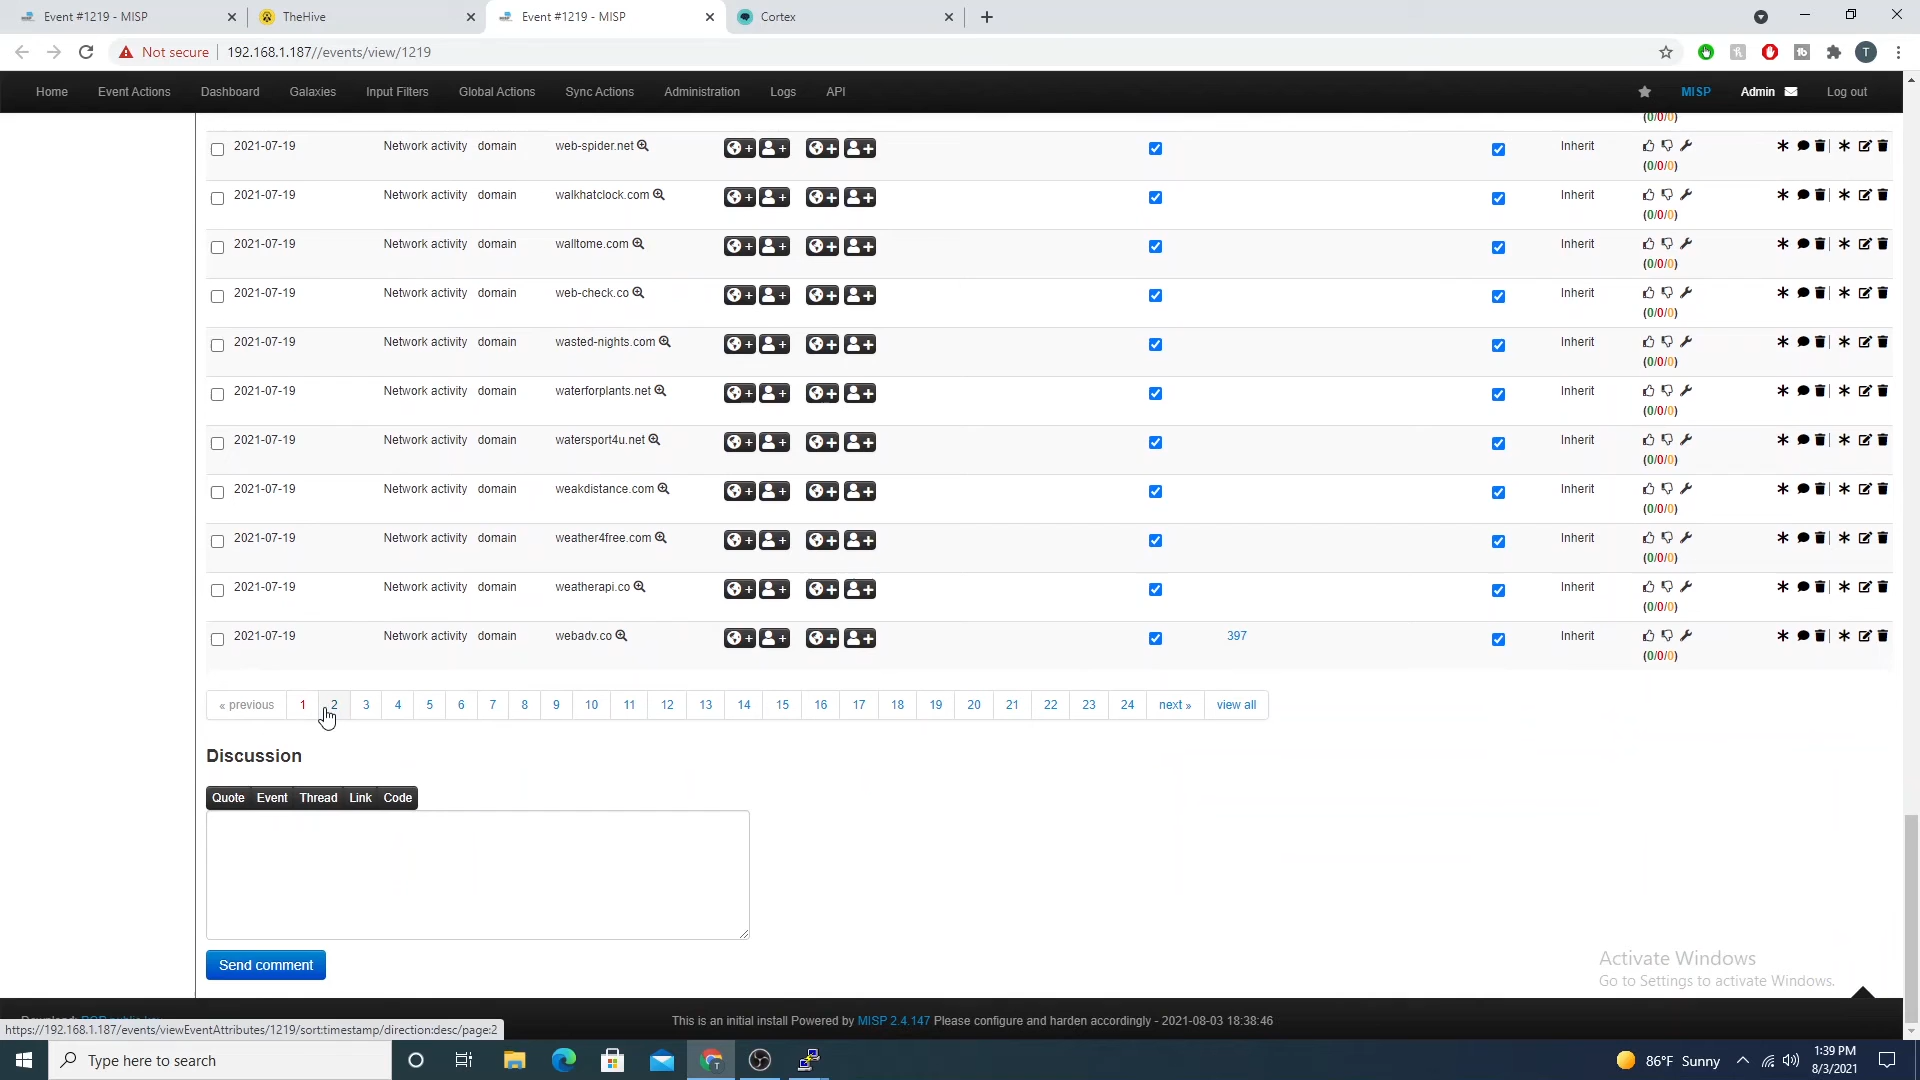 Event #1219 - MISP
TheHive
Event #1219 - MISP
Cortex
Not secure
192.168.1.187//events/view/1219
T
Home
Event Actions
Dashboard
Galaxies
Input Filters
Global Actions
Sync Actions
Administration
Logs
API
MISP
Admin
Log out
(0/0/0)
2021-07-19 Network activity domain web-spider.net Inherit
(0/0/0)
2021-07-19 Network activity domain walkhatclock.com Inherit
(0/0/0)
2021-07-19 Network activity domain walltome.com Inherit
(0/0/0)
2021-07-19 Network activity domain web-check.co Inherit
(0/0/0)
2021-07-19 Network activity domain wasted-nights.com Inherit
(0/0/0)
2021-07-19 Network activity domain waterforplants.net Inherit
(0/0/0)
2021-07-19 Network activity domain watersport4u.net Inherit
(0/0/0)
2021-07-19 Network activity domain weakdistance.com Inherit
(0/0/0)
2021-07-19 Network activity domain weather4free.com Inherit
(0/0/0)
2021-07-19 Network activity domain weatherapi.co Inherit
(0/0/0)
2021-07-19 Network activity domain webadv.co 397 Inherit
(0/0/0)
« previous 1 2 3 4 5 6 7 8 9 10 11 12 13 14 15 16 17 18 19 20 21 22 23 24 next » view all
Discussion
Quote Event Thread Link Code
Send comment
Activate Windows
Go to Settings to activate Windows.
This is an initial install Powered by MISP 2.4.147 Please configure and harden accordingly - 2021-08-03 18:38:46
https://192.168.1.187/events/viewEventAttributes/1219/sort:timestamp/direction:desc/page:2
Type here to search
86°F Sunny
1:39 PM
8/3/2021